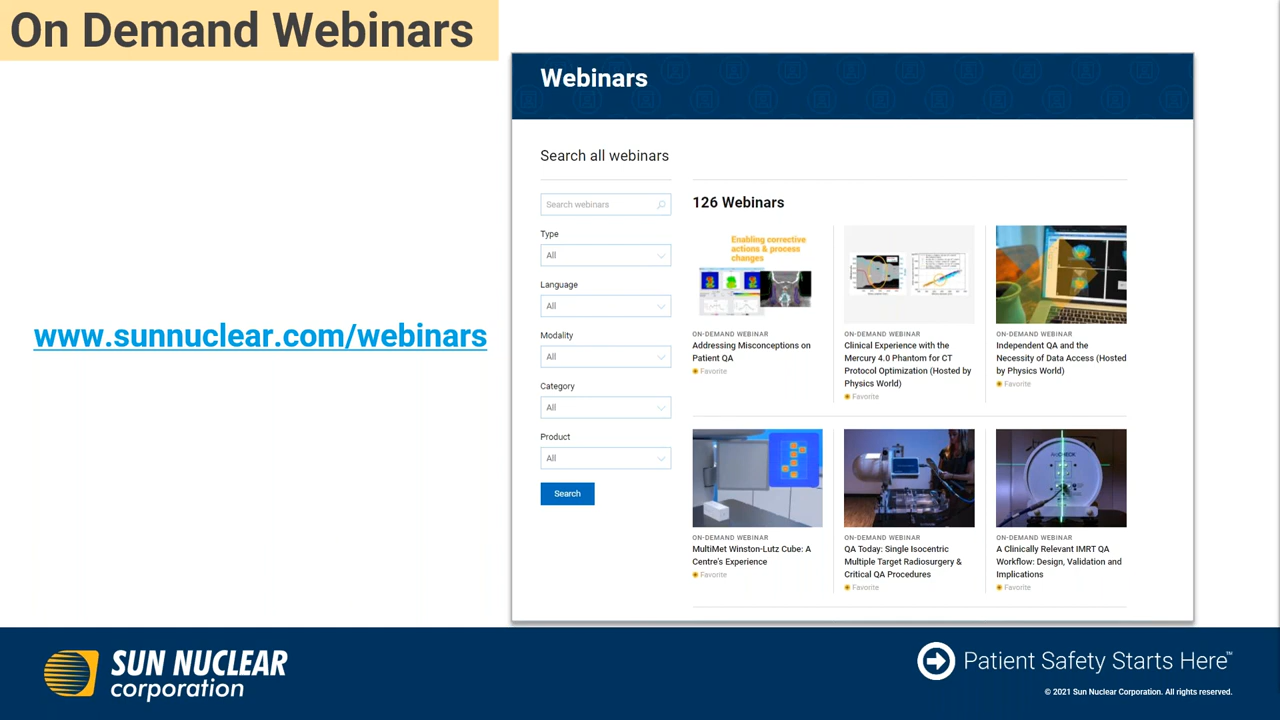 On Demand Webinars
www.sunnuclear.com/webinars
Webinars
Search all webinars
Search webinars
Type
All
Language
All
Modality
All
Category
All
Product
All
Search
126 Webinars
Enabling corrective
actions & process
changes
ON-DEMAND WEBINAR
Addressing Misconceptions on
Patient QA
Favorite
ON-DEMAND WEBINAR
Clinical Experience with the
Mercury 4.0 Phantom for CT
Protocol Optimization (Hosted by
Physics World)
Favorite
ON-DEMAND WEBINAR
Independent QA and the
Necessity of Data Access (Hosted
by Physics World)
Favorite
ON-DEMAND WEBINAR
MultiMet Winston-Lutz Cube: A
Centre's Experience
Favorite
ON-DEMAND WEBINAR
QA Today: Single Isocentric
Multiple Target Radiosurgery &
Critical QA Procedures
Favorite
ON-DEMAND WEBINAR
A Clinically Relevant IMRT QA
Workflow: Design, Validation and
Implications
Favorite
SUN NUCLEAR
corporation
Patient Safety Starts Here™
© 2021 Sun Nuclear Corporation. All rights reserved.